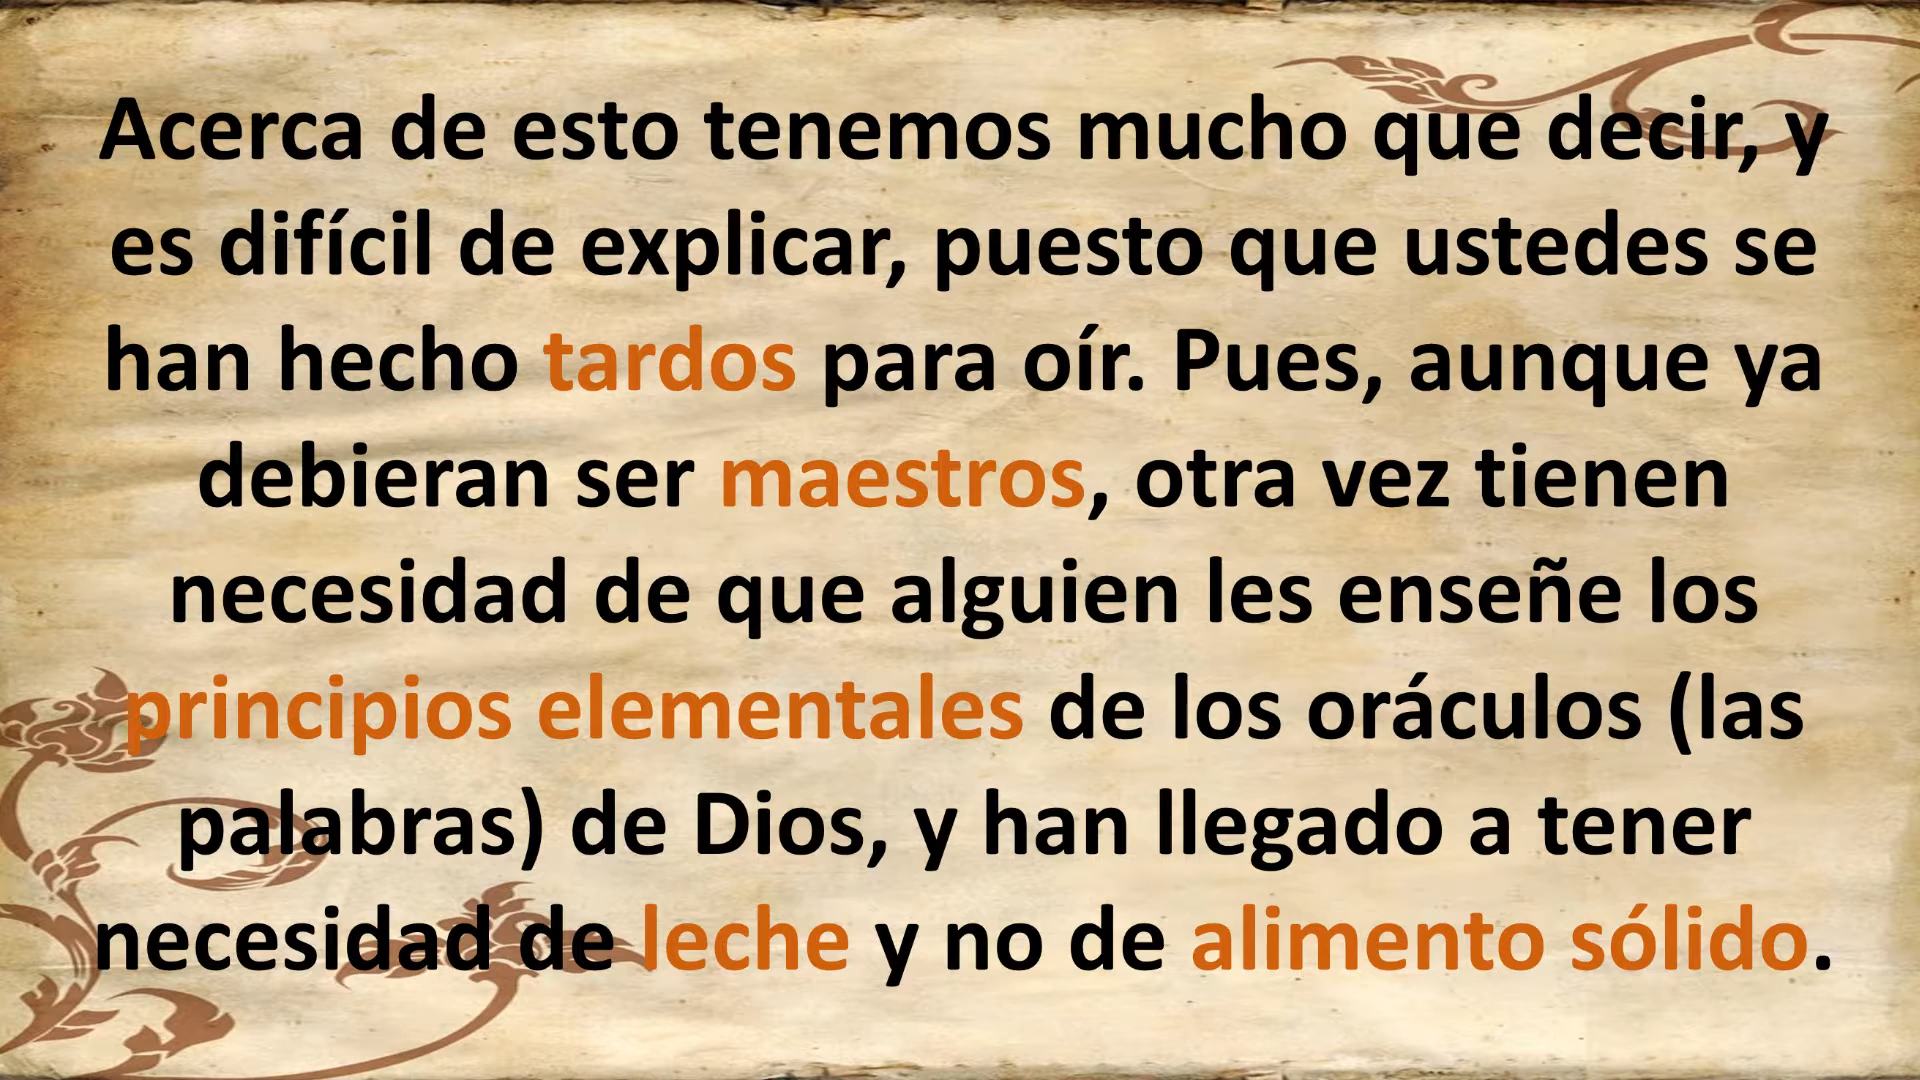 Acerca de esto tenemos mucho que decir, y
es difícil de explicar, puesto que ustedes se
han hecho tardos para oír. Pues, aunque ya
debieran ser maestros, otra vez tienen
necesidad de que alguien les enseñe los
principios elementales de los oráculos (las
palabras) de Dios, y han llegado a tener
necesidad de leche y no de alimento sólido.